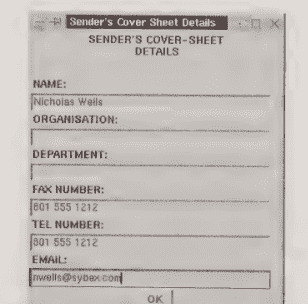 Sender's Cover Sheet Details
SENDER'S COVER-SHEET
DETAILS
NAME:
Nicholas Wells
ORGANISATION:
DEPARTMENT:
FAX NUMBER:
801 555 1212
TEL NUMBER:
801 555 1212
EMAIL:
nwells@sybex.com
OK